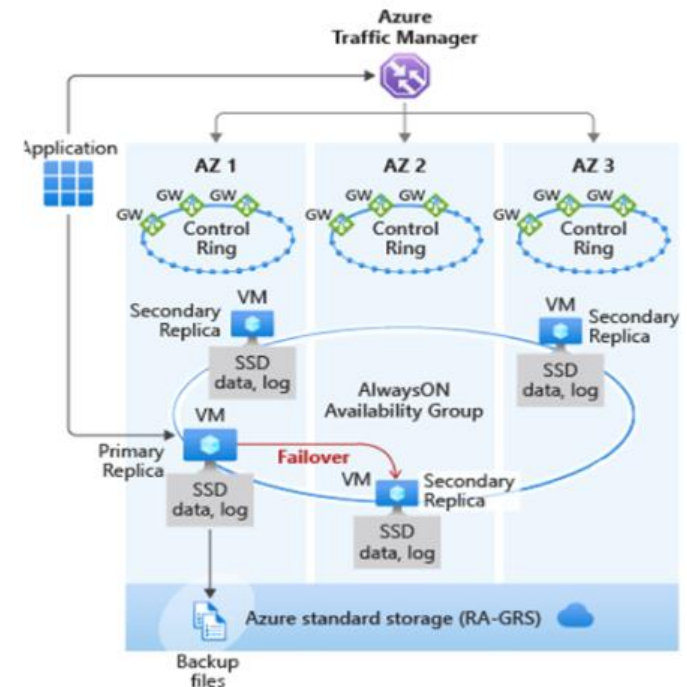 Azure
Traffic Manager
Application
AZ 1
AZ 2
AZ 3
GW
GW
GW
Control
Ring
GW
GW
GW
Control
Ring
GW
GW
GW
Control
Ring
VM
Secondary
Replica
SSD
data, log
VM
Secondary
Replica
SSD
data, log
AlwaysON
Availability Group
VM
Primary
Replica
SSD
data, log
Failover
VM
Secondary
Replica
SSD
data, log
Azure standard storage (RA-GRS)
Backup
files